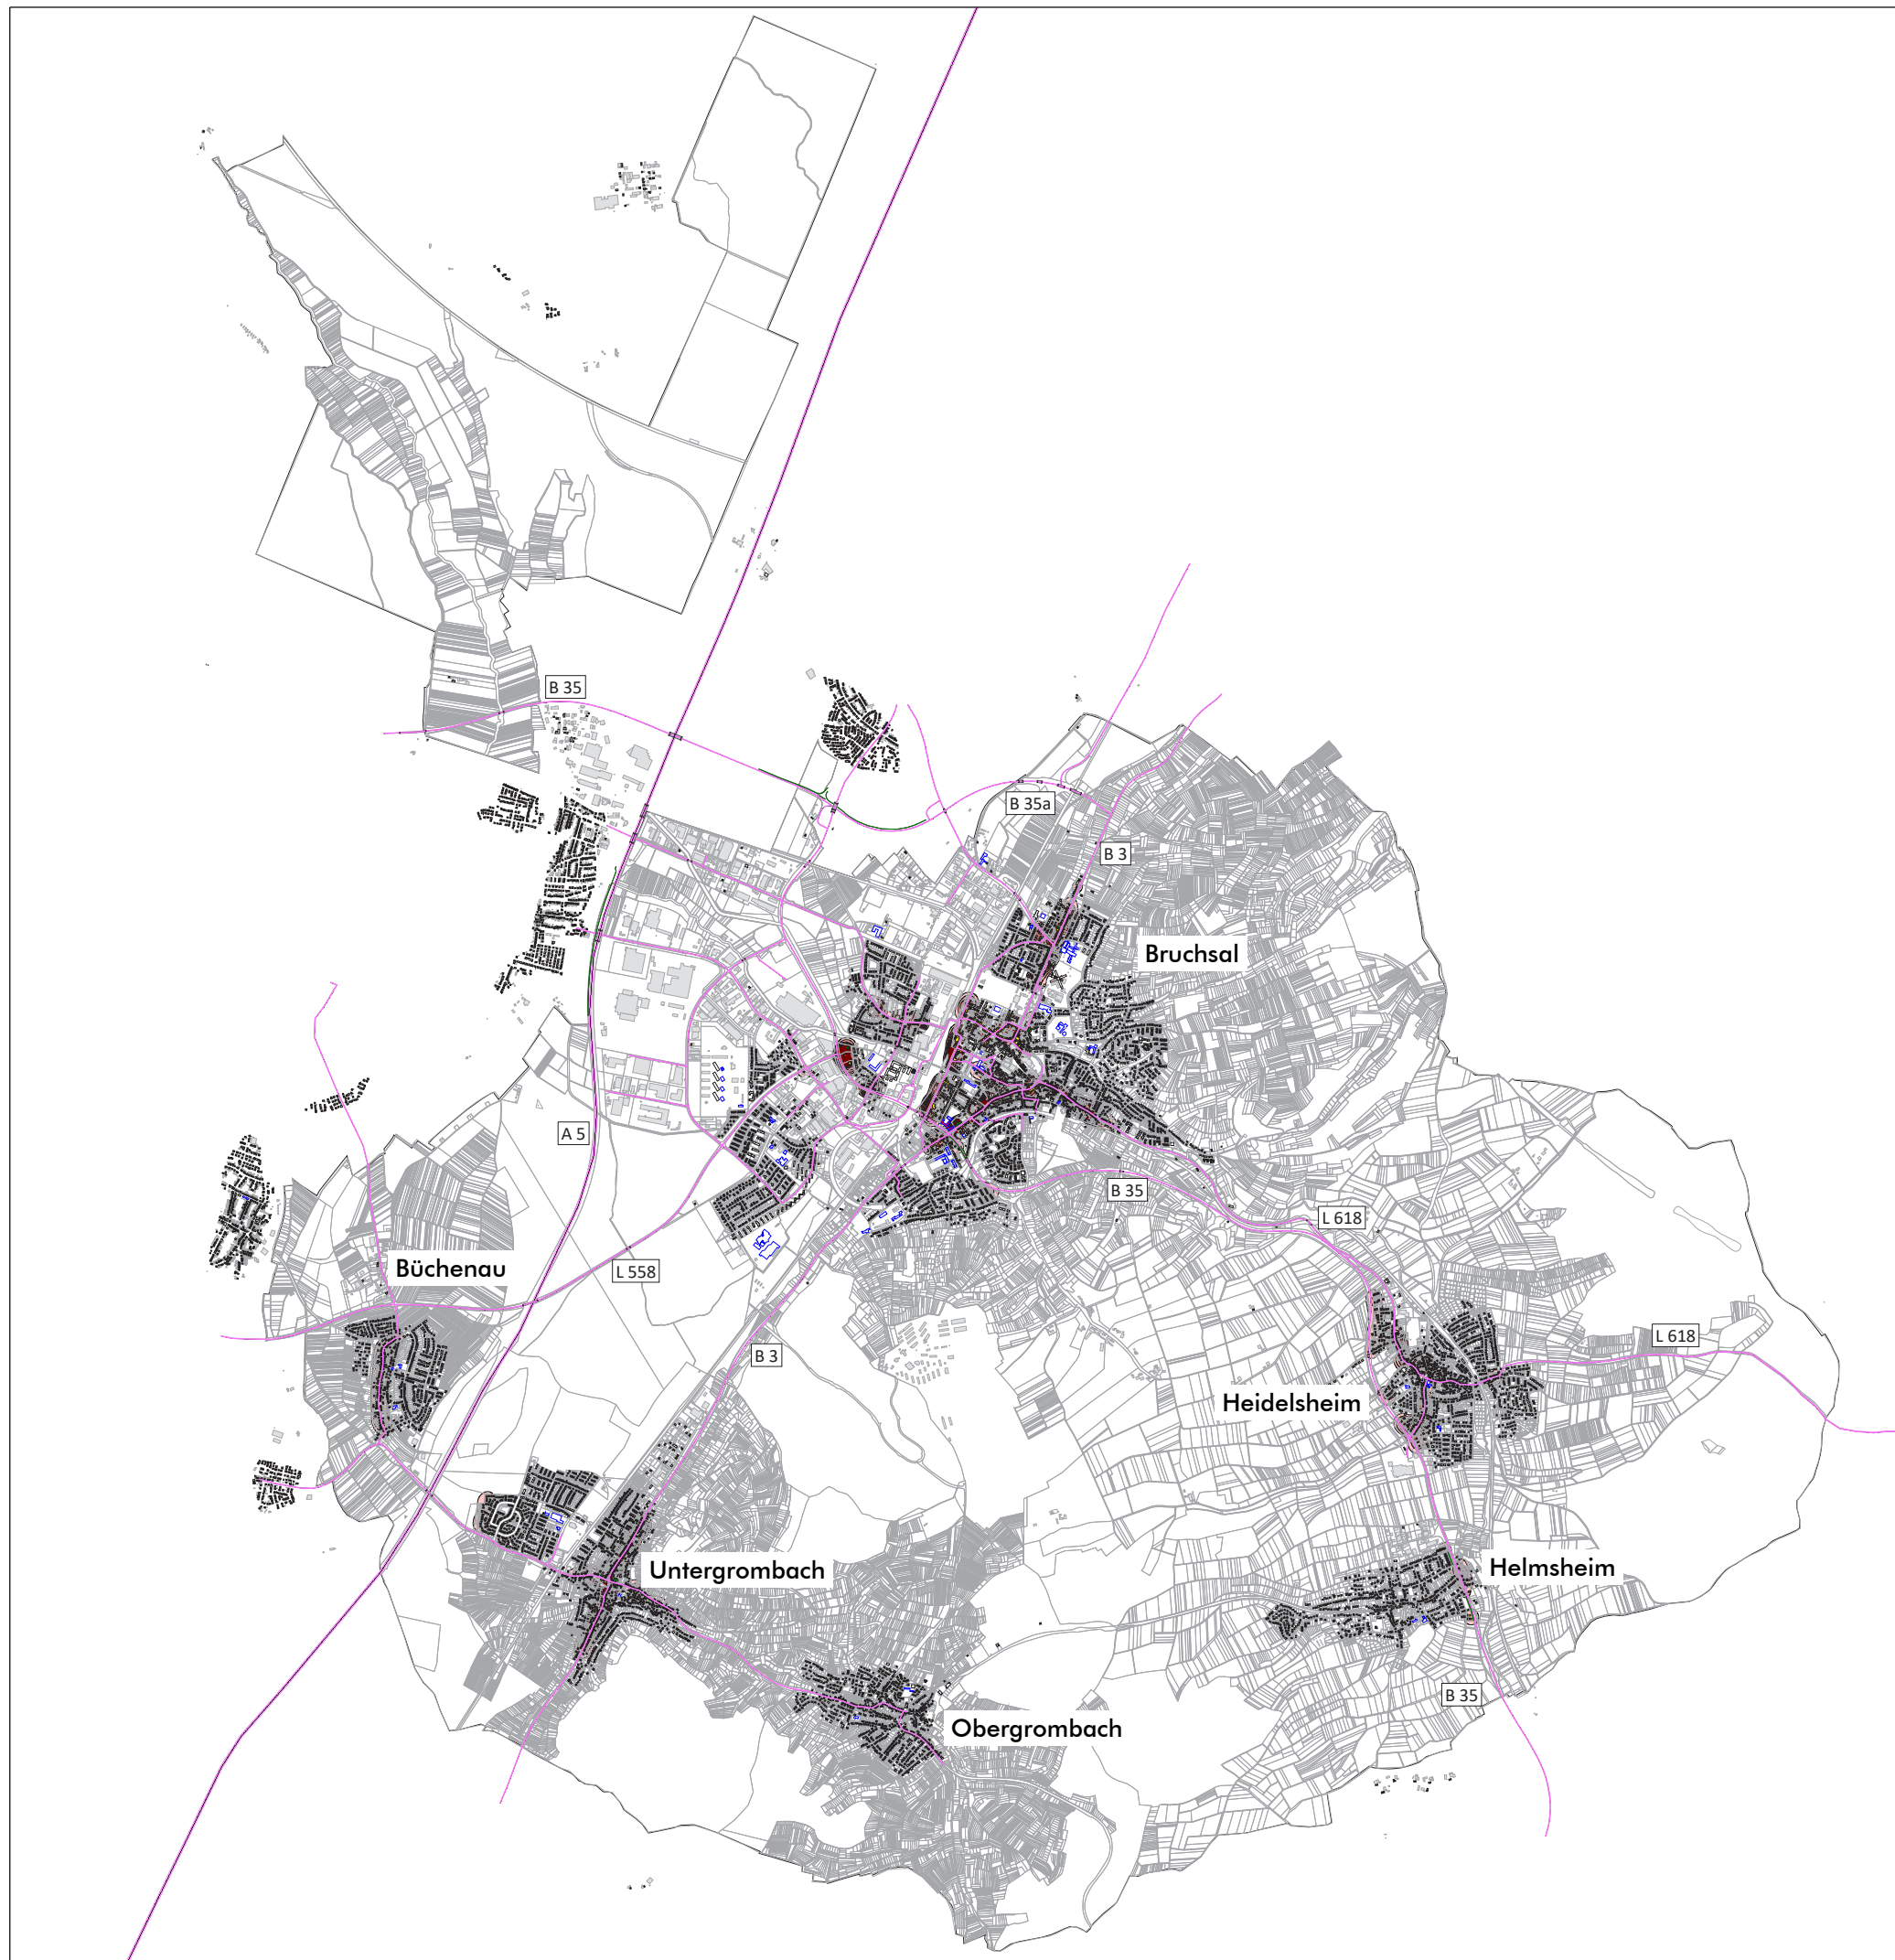 B 35
B 35a
B 3
Bruchsal
A 5
B 35
L 618
Büchenau
L 558
L 618
B 3
Heidelsheim
Untergrombach
Helmsheim
B 35
Obergrombach